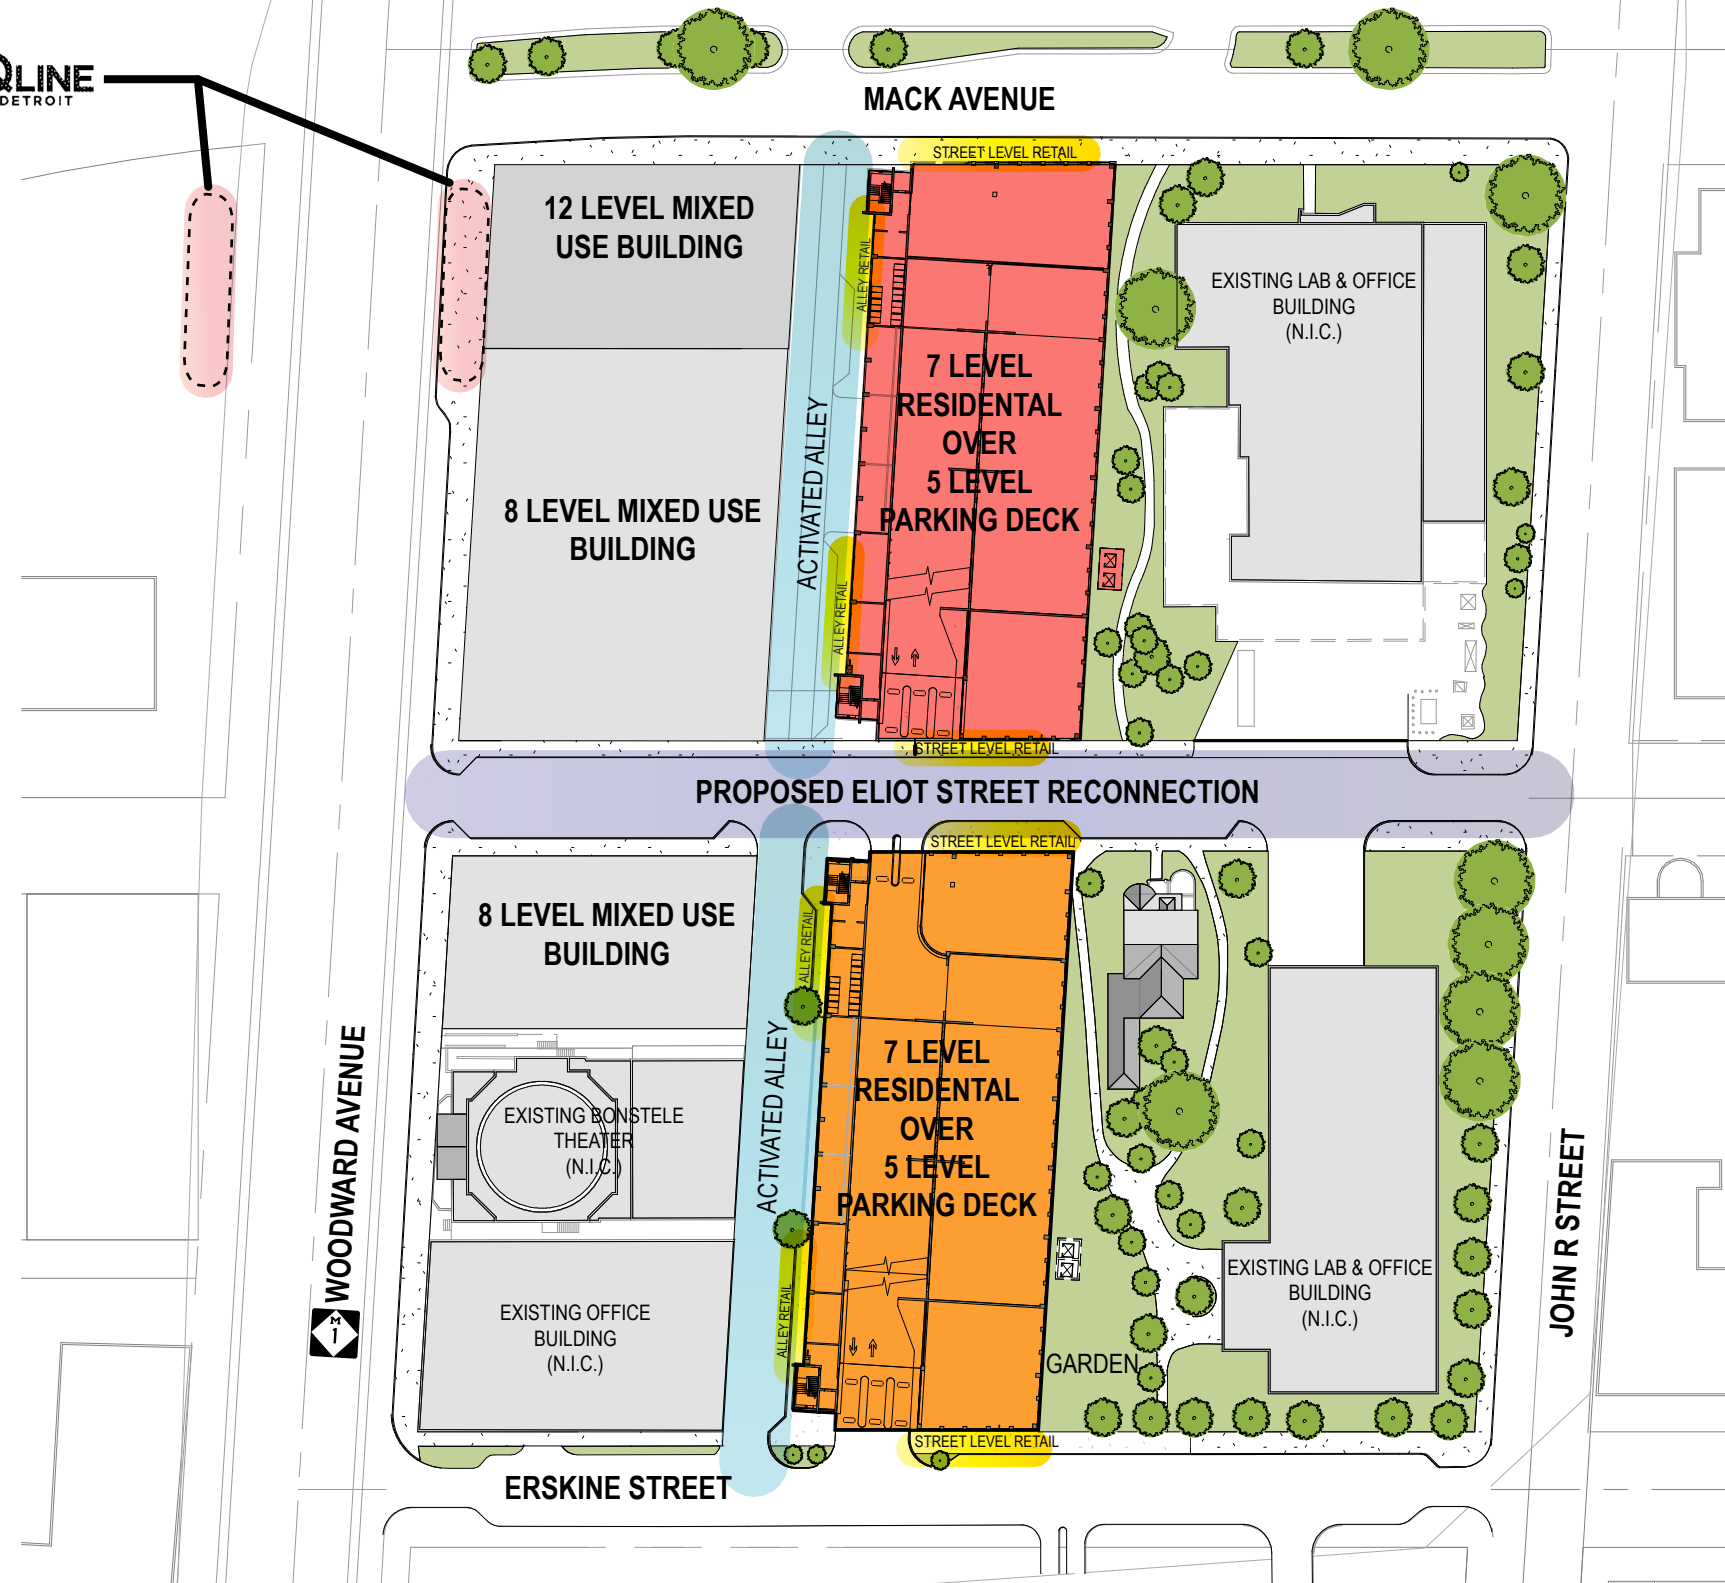 QLINE
DETROIT
MACK AVENUE
STREET LEVEL RETAIL
12 LEVEL MIXED
USE BUILDING
ALLEY RETAIL
EXISTING LAB & OFFICE
BUILDING
(N.I.C.)
7 LEVEL
RESIDENTAL
OVER
5 LEVEL
PARKING DECK
ACTIVATED ALLEY
8 LEVEL MIXED USE
BUILDING
ALLEY RETAIL
STREET LEVEL RETAIL
PROPOSED ELIOT STREET RECONNECTION
STREET LEVEL RETAIL
8 LEVEL MIXED USE
BUILDING
ALLEY RETAIL
ACTIVATED ALLEY
7 LEVEL
RESIDENTAL
OVER
5 LEVEL
PARKING DECK
EXISTING BONSTELE
THEATER
(N.I.C.)
WOODWARD AVENUE
M
1
EXISTING OFFICE
BUILDING
(N.I.C.)
ALLEY RETAIL
EXISTING LAB & OFFICE
BUILDING
(N.I.C.)
JOHN R STREET
GARDEN
STREET LEVEL RETAIL
ERSKINE STREET